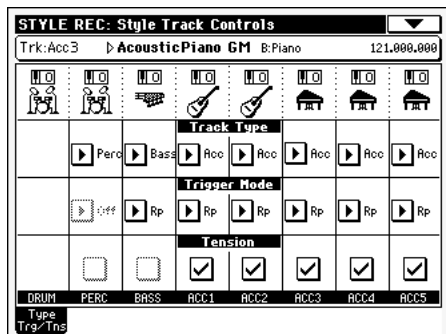 STYLE REC: Style Track Controls
Trk:Acc3 AcousticPiano GM B:Piano 121.000.000
Track Type
Perc Bass Acc Acc Acc Acc Acc
Trigger Mode
Off Rp Rp Rp Rp Rp Rp
Tension
DRUM PERC BASS ACC1 ACC2 ACC3 ACC4 ACC5
Type
Trg/Tns